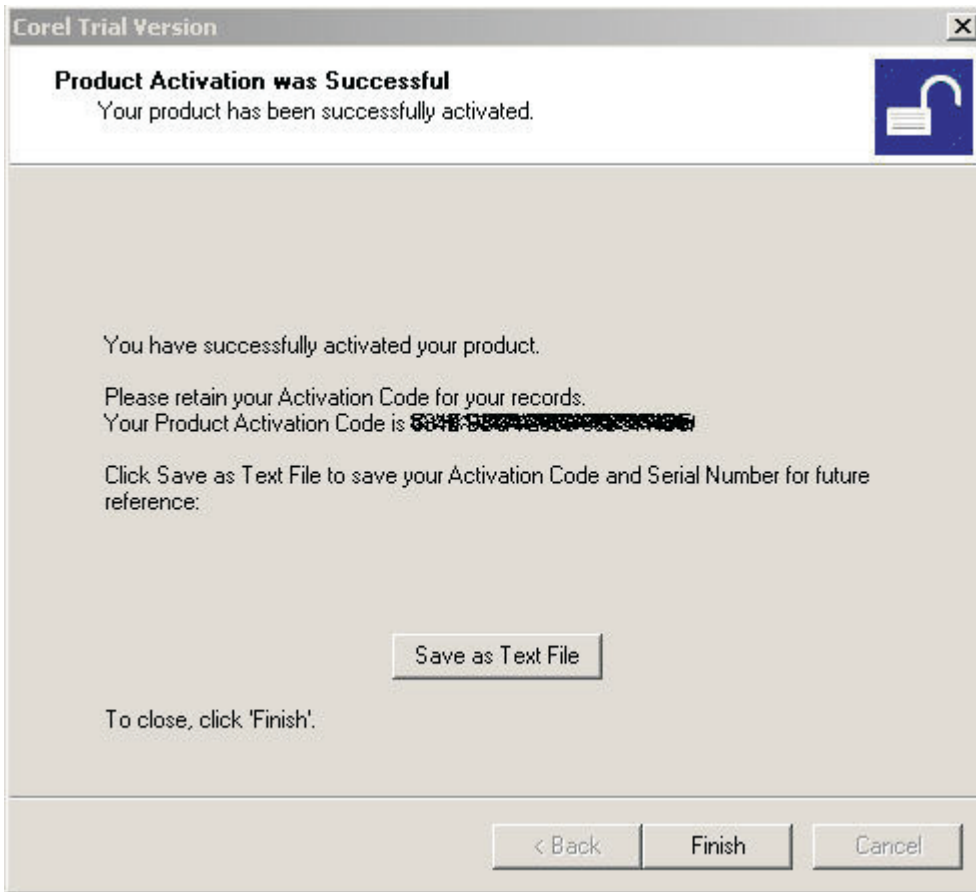 Corel Trial Version
Product Activation was Successful
Your product has been successfully activated.
You have successfully activated your product.
Please retain your Activation Code for your records.
Your Product Activation Code is
Click Save as Text File to save your Activation Code and Serial Number for future
reference:
Save as Text File
To close, click 'Finish'.
< Back
Finish
Cancel